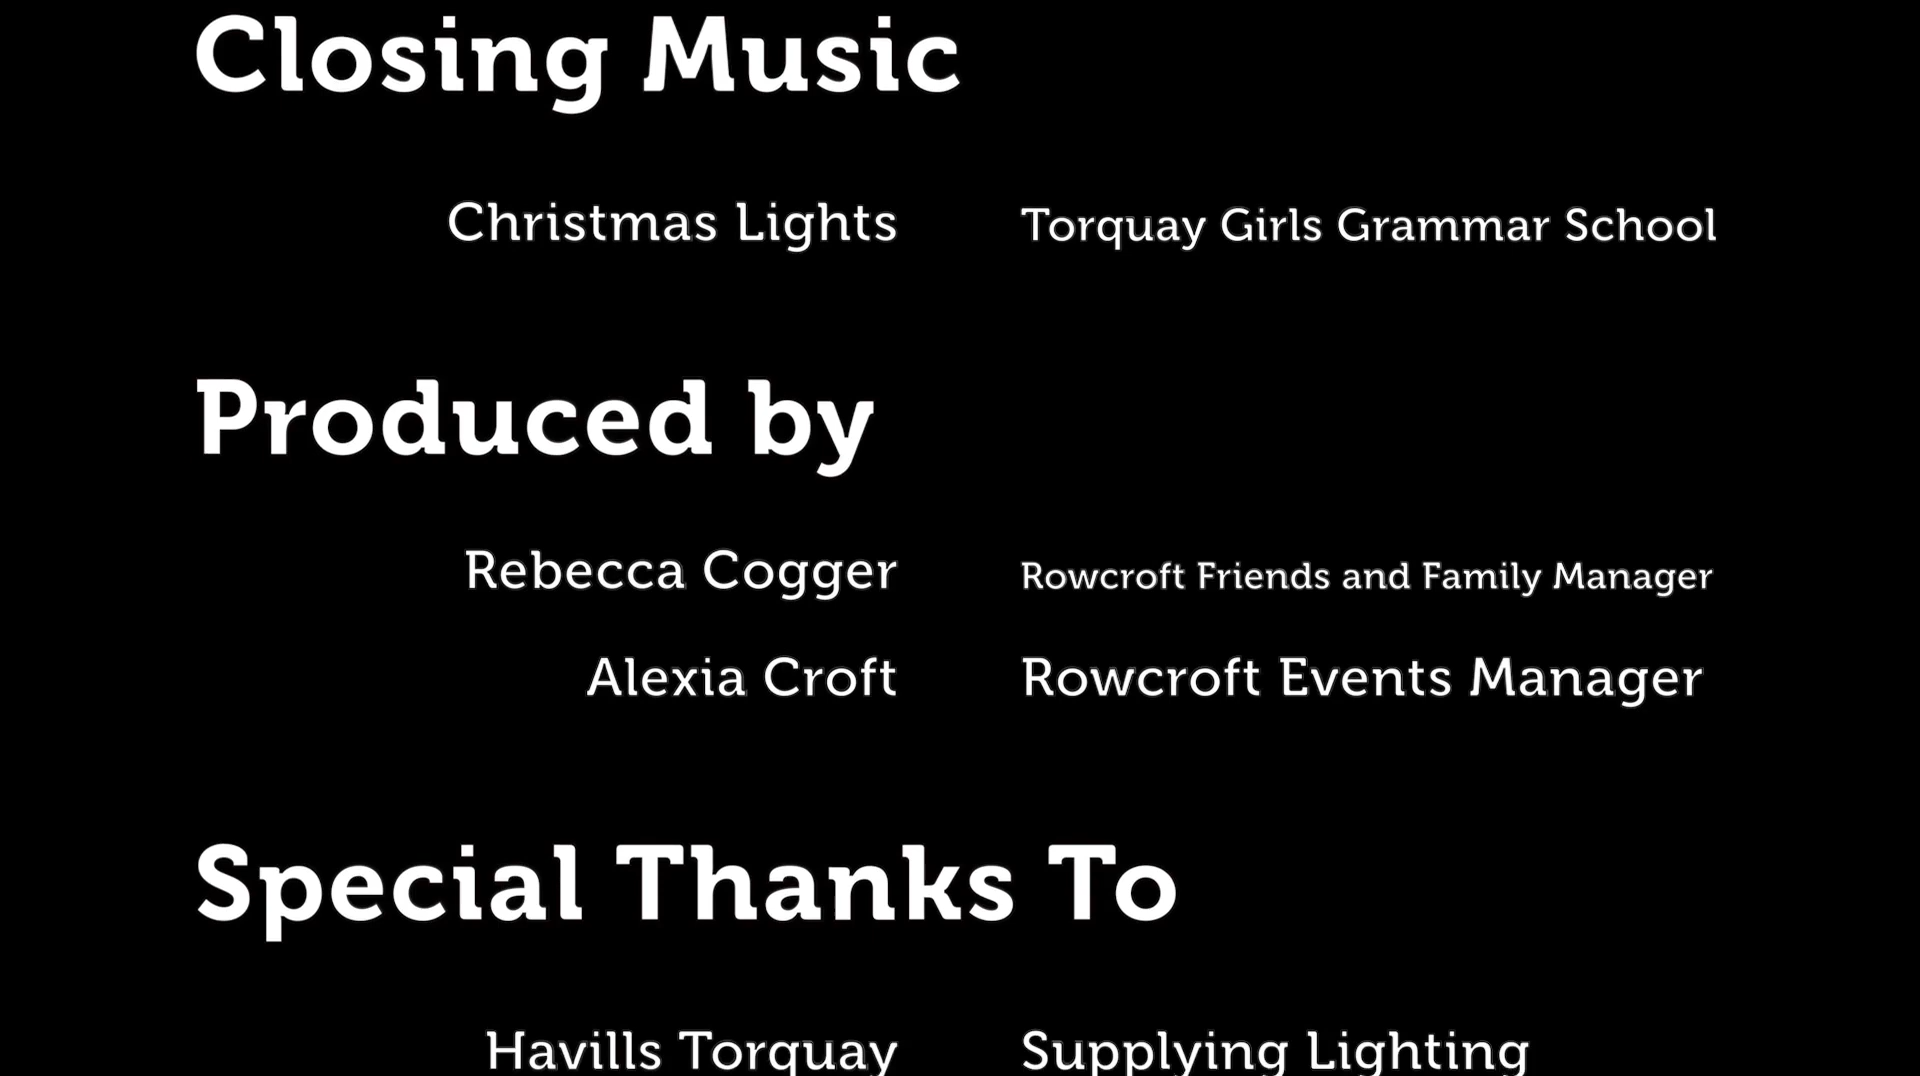 Closing Music
Christmas Lights Torquay Girls Grammar School
Produced by
Rebecca Cogger Rowcroft Friends and Family Manager
Alexia Croft Rowcroft Events Manager
Special Thanks To
Havills Torquay Supplying Lighting